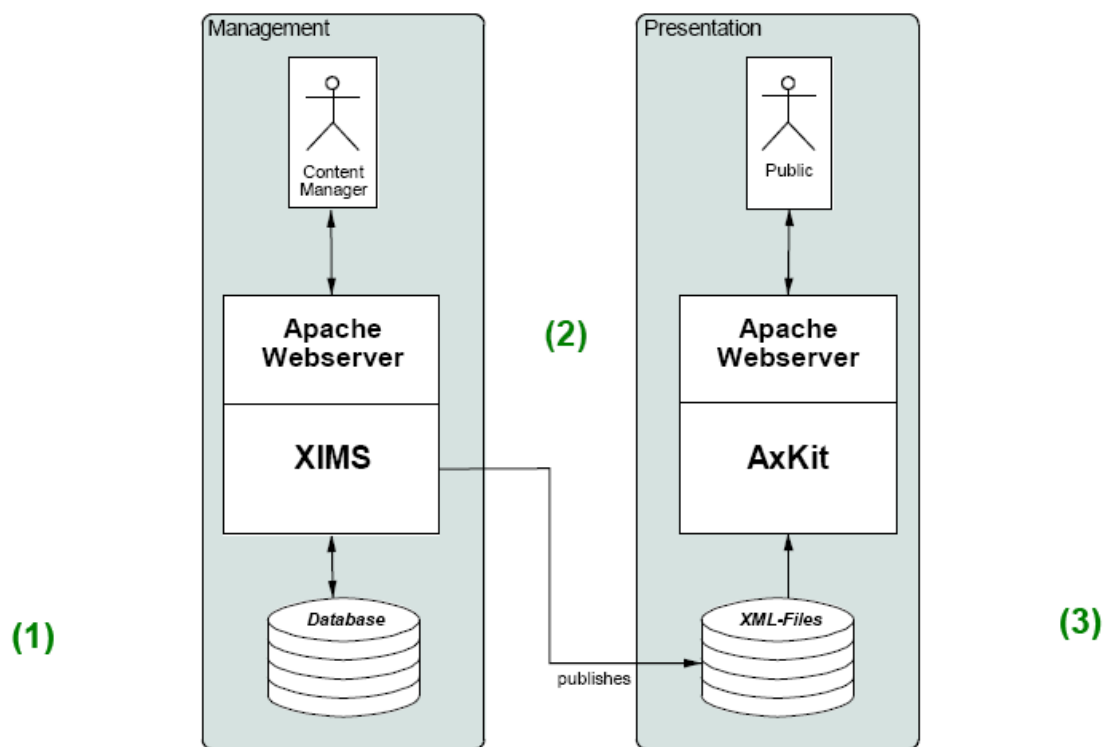 Management
Content
Manager
Apache
Webserver
XIMS
Database
(1)
(2)
publishes
Presentation
Public
Apache
Webserver
AxKit
XML-Files
(3)